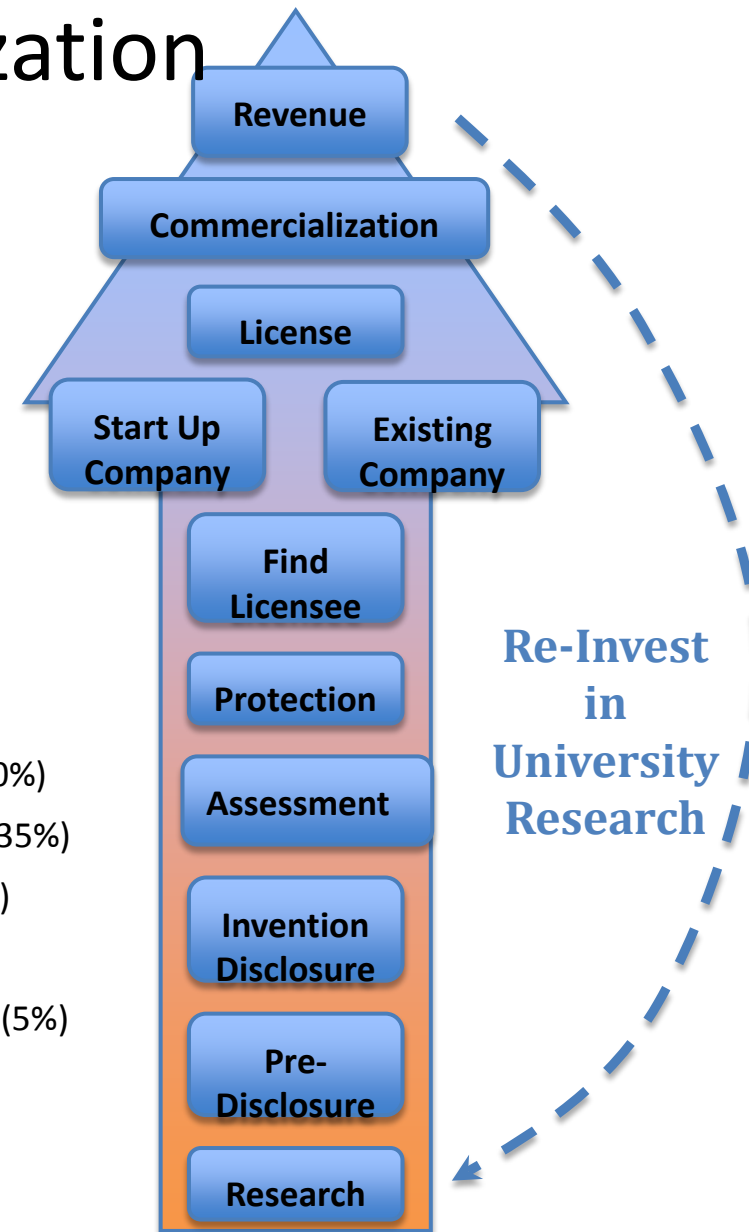 zation
Revenue
Commercialization
License
Start Up
Company
Existing
Company
Find
Licensee
Protection
Re-Invest
in
University
Research
0%)
Assessment
35%)
)
Invention
Disclosure
(5%)
Pre-
Disclosure
Research